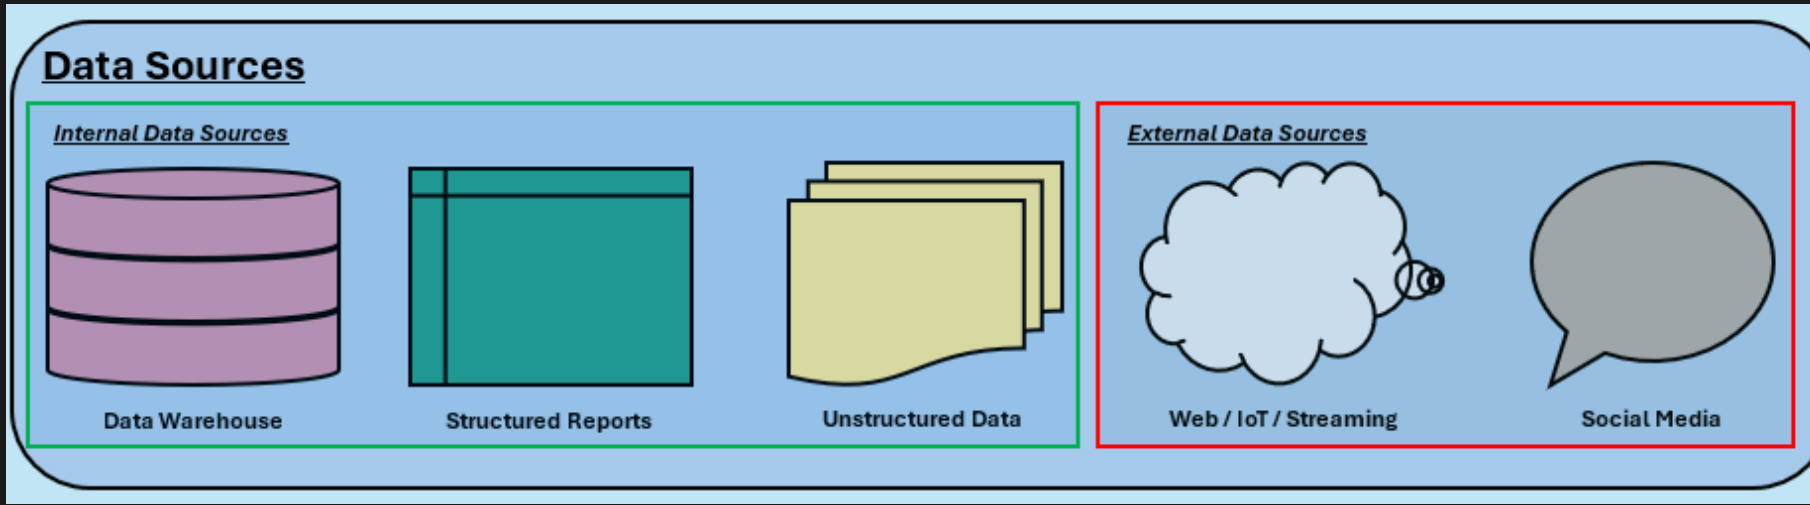 Data Sources
Internal Data Sources
Data Warehouse
Structured Reports
Unstructured Data
External Data Sources
Web / IoT / Streaming
Social Media